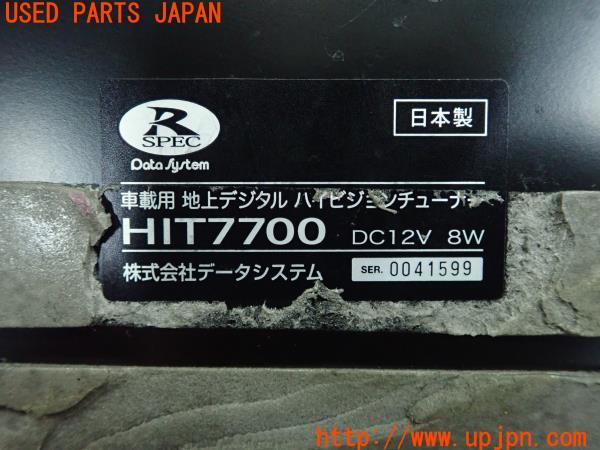 USED PARTS JAPAN
R
SPEC
Data System
日本製
車載用 地上デジタル ハイビジョンチューナー
HIT7700 DC12V 8W
株式会社データシステム SER. 0041599
http://www.upjpn.com